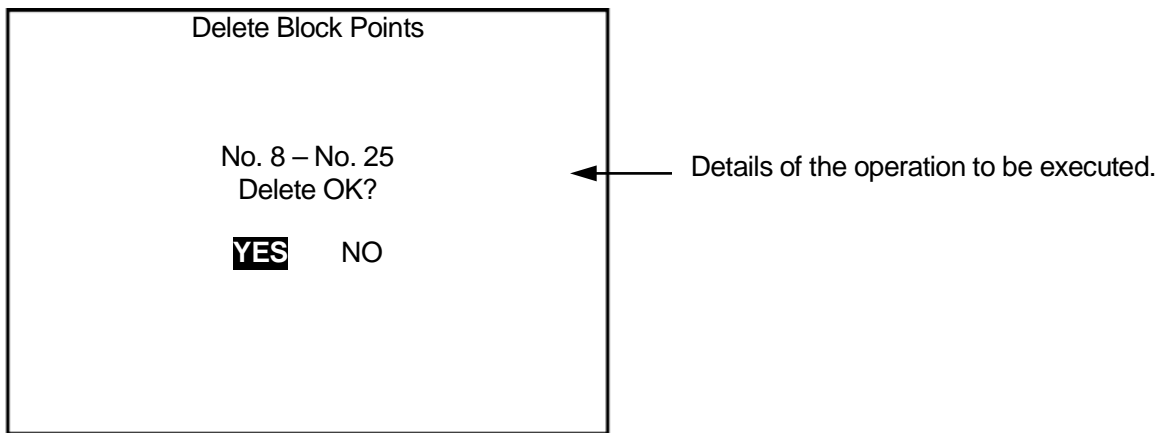 Delete Block Points
No. 8 – No. 25
Delete OK?
Details of the operation to be executed.
YES NO